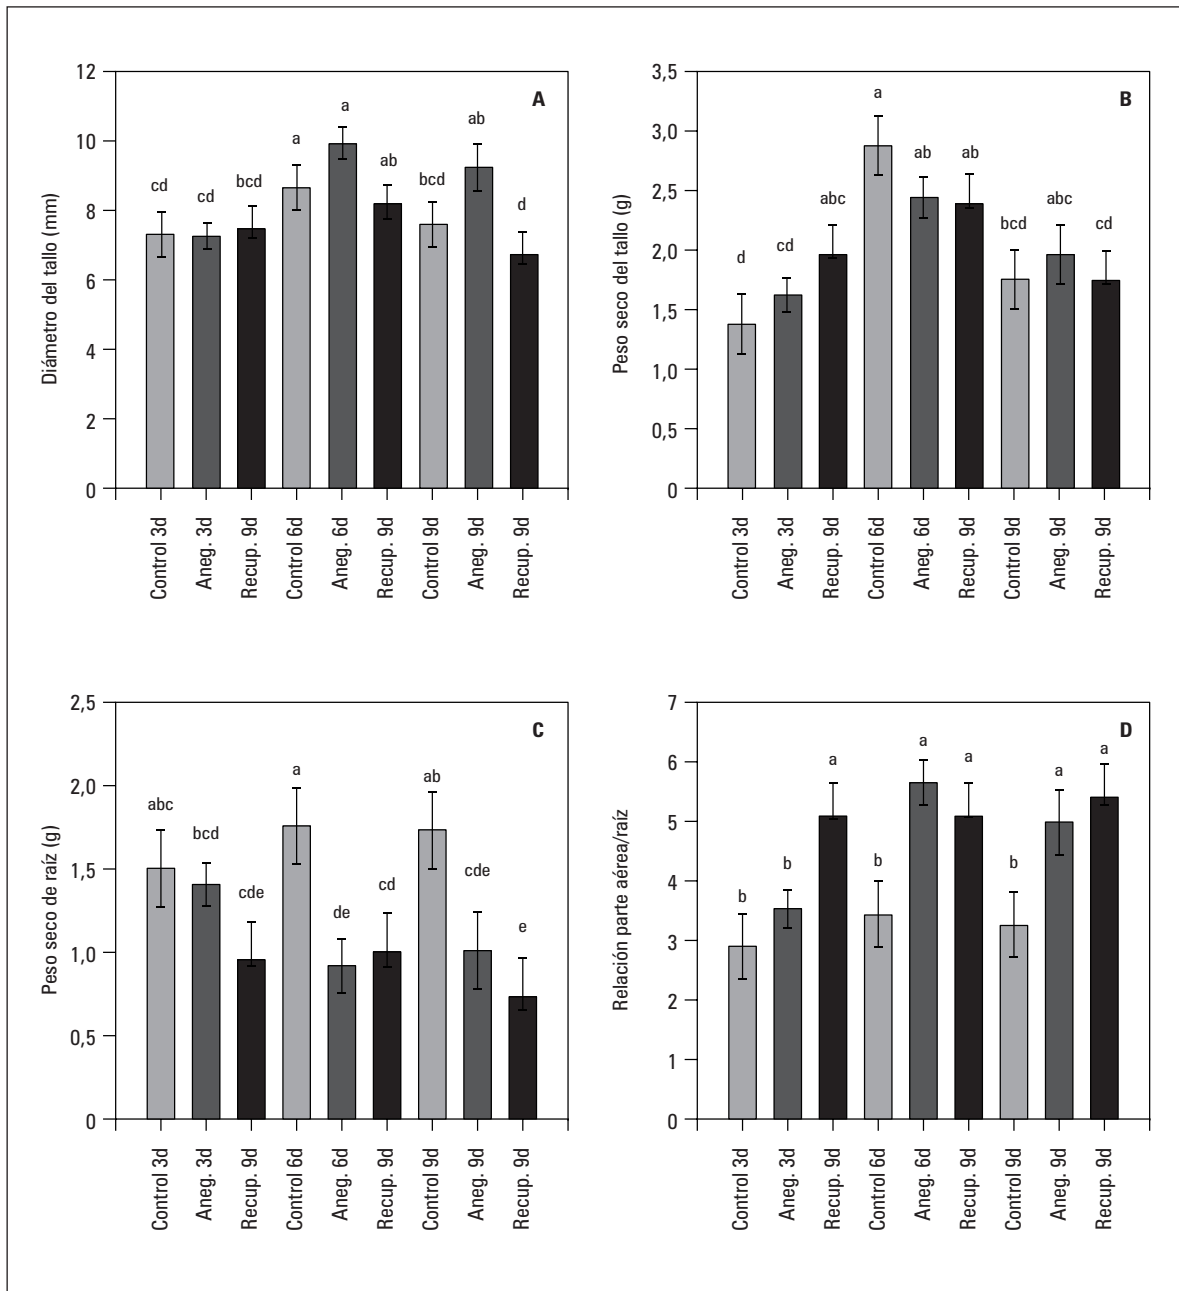 A
Diámetro del tallo (mm)
12
10
8
6
4
2
0
cd
cd
bcd
a
a
ab
bcd
ab
d
Control 3d
Aneg. 3d
Recup. 9d
Control 6d
Aneg. 6d
Recup. 9d
Control 9d
Aneg. 9d
Recup. 9d
B
Peso seco del tallo (g)
3,5
3,0
2,5
2,0
1,5
1,0
0,5
0
d
cd
abc
a
ab
ab
bcd
abc
cd
Control 3d
Aneg. 3d
Recup. 9d
Control 6d
Aneg. 6d
Recup. 9d
Control 9d
Aneg. 9d
Recup. 9d
C
Peso seco de raíz (g)
2,5
2,0
1,5
1,0
0,5
0
abc
bcd
cde
a
de
cd
ab
cde
e
Control 3d
Aneg. 3d
Recup. 9d
Control 6d
Aneg. 6d
Recup. 9d
Control 9d
Aneg. 9d
Recup. 9d
D
Relación parte aérea/raíz
7
6
5
4
3
2
1
0
b
b
a
b
a
a
b
a
a
Control 3d
Aneg. 3d
Recup. 9d
Control 6d
Aneg. 6d
Recup. 9d
Control 9d
Aneg. 9d
Recup. 9d